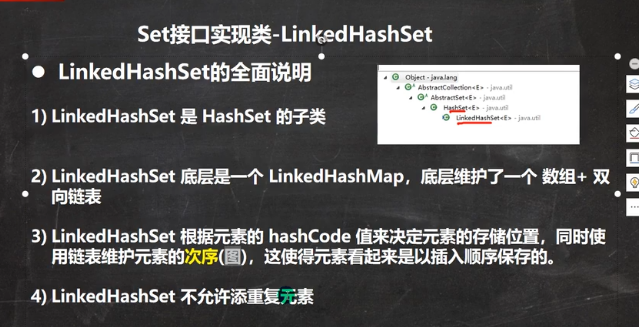 Set接口实现类-LinkedHashSet
LinkedHashSet的全面说明
Object - java.lang
AbstractCollection<E> - java.util
AbstractSet<E> - java.util
HashSet<E> - java.util
LinkedHashSet<E> - java.util
1) LinkedHashSet 是 HashSet 的子类
2) LinkedHashSet 底层是一个 LinkedHashMap，底层维护了一个 数组+ 双
向链表
3) LinkedHashSet 根据元素的 hashCode 值来决定元素的存储位置，同时使
用链表维护元素的次序(图)，这使得元素看起来是以插入顺序保存的。
4) LinkedHashSet 不允许添重复元素